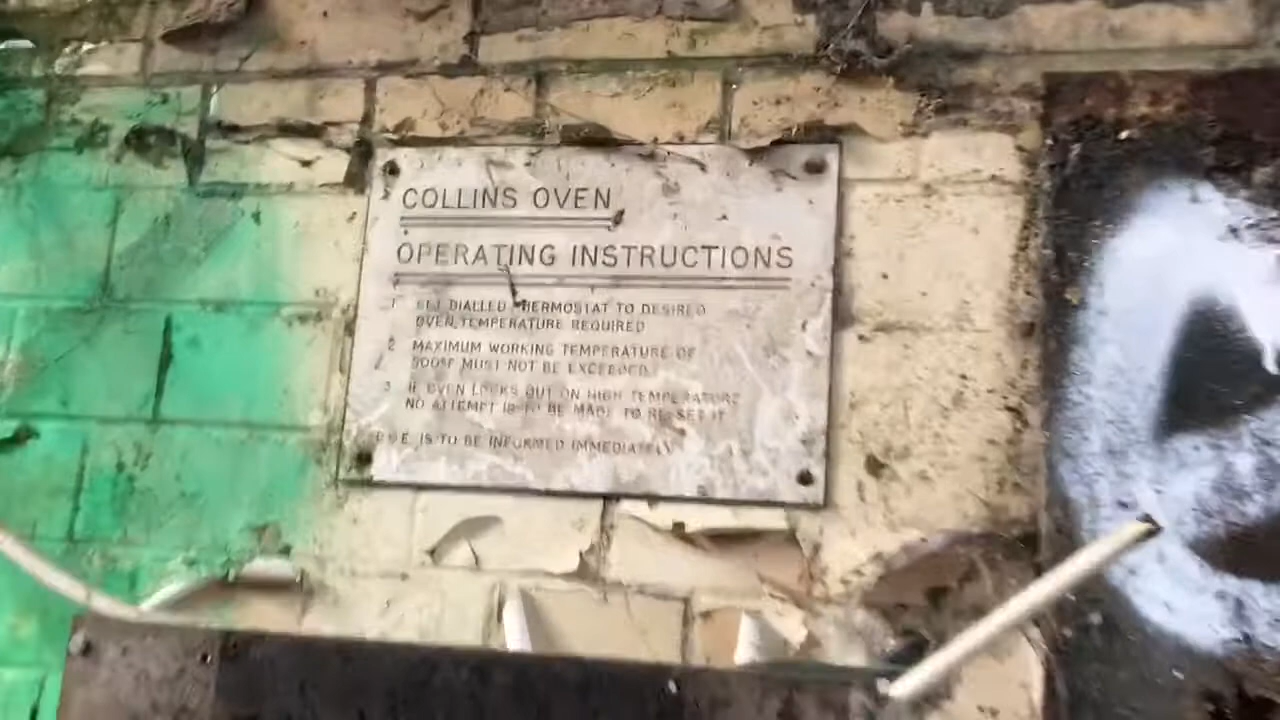 COLLINS OVEN
OPERATING INSTRUCTIONS
1 SET DIALLED THERMOSTAT TO DESIRED
OVEN TEMPERATURE REQUIRED
2 MAXIMUM WORKING TEMPERATURE OF
MUST NOT BE EXCEEDED
3 IF OVEN LOCKS OUT ON HIGH TEMPERATURE
NO ATTEMPT IS TO BE MADE TO RE-SET IT
IS TO BE INFORMED IMMEDIATELY